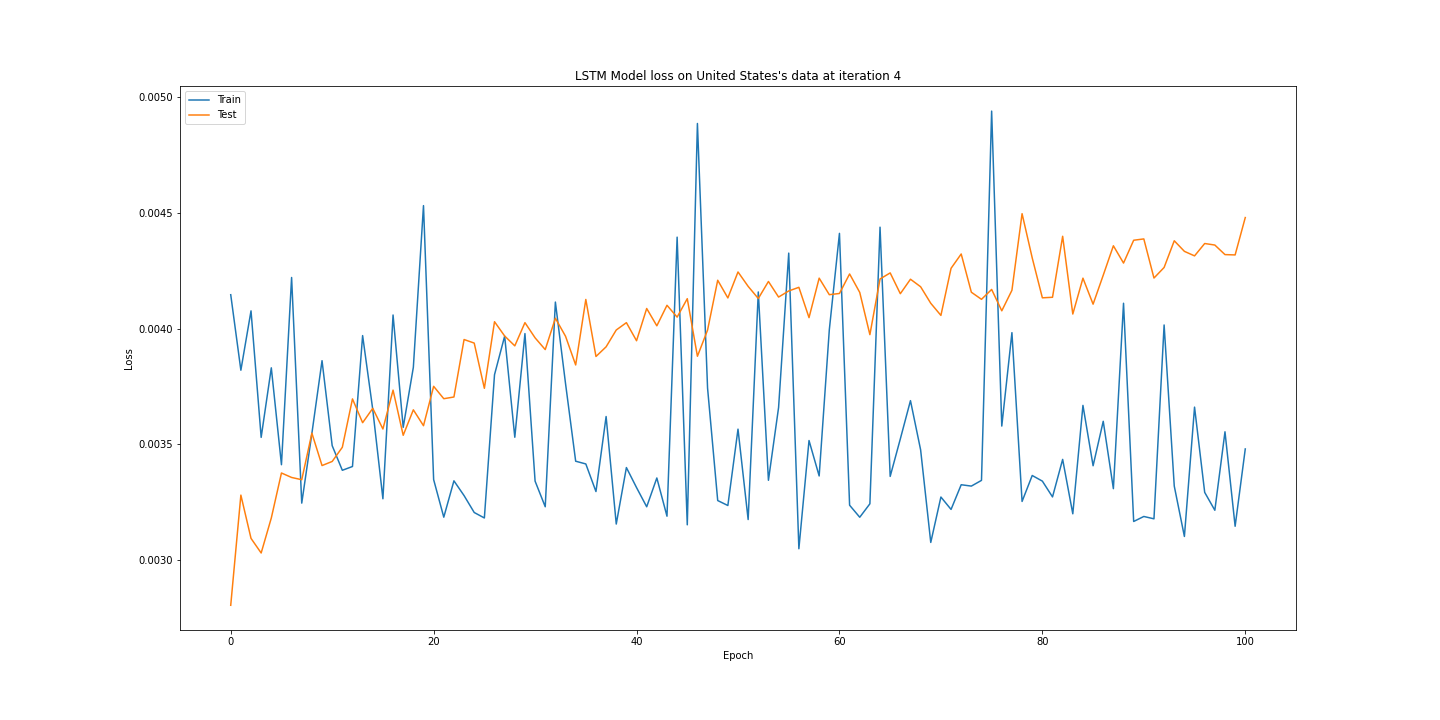 LSTM Model loss on United States's data at iteration 4
Train
Test
0.0050
0.0045
0.0040
0.0035
0.0030
Loss
0 20 40 60 80 100
Epoch